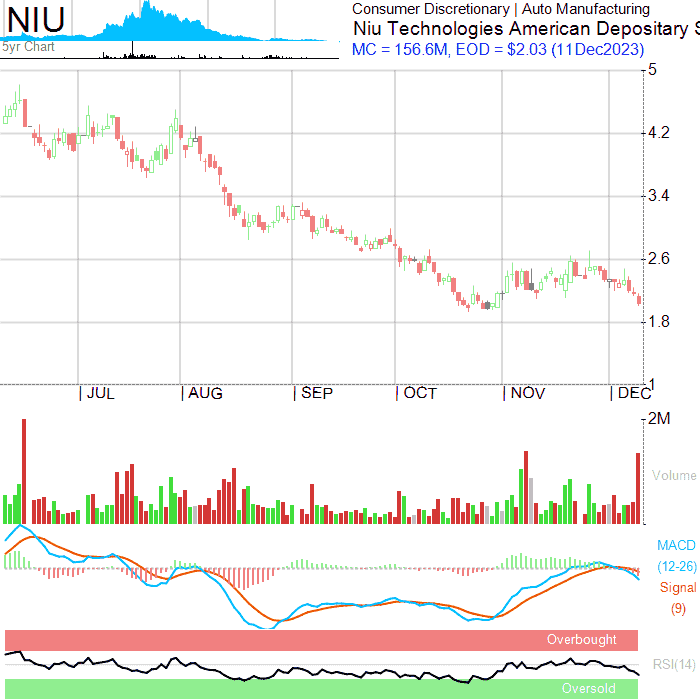 NIU
Consumer Discretionary | Auto Manufacturing
Niu Technologies American Depositary S
MC = 156.6M, EOD = $2.03 (11Dec2023)
5yr Chart
5
4.2
3.4
2.6
1.8
1
JUL AUG SEP OCT NOV DEC
2M
Volume
MACD
(12-26)
Signal
(9)
Overbought
RSI(14)
Oversold